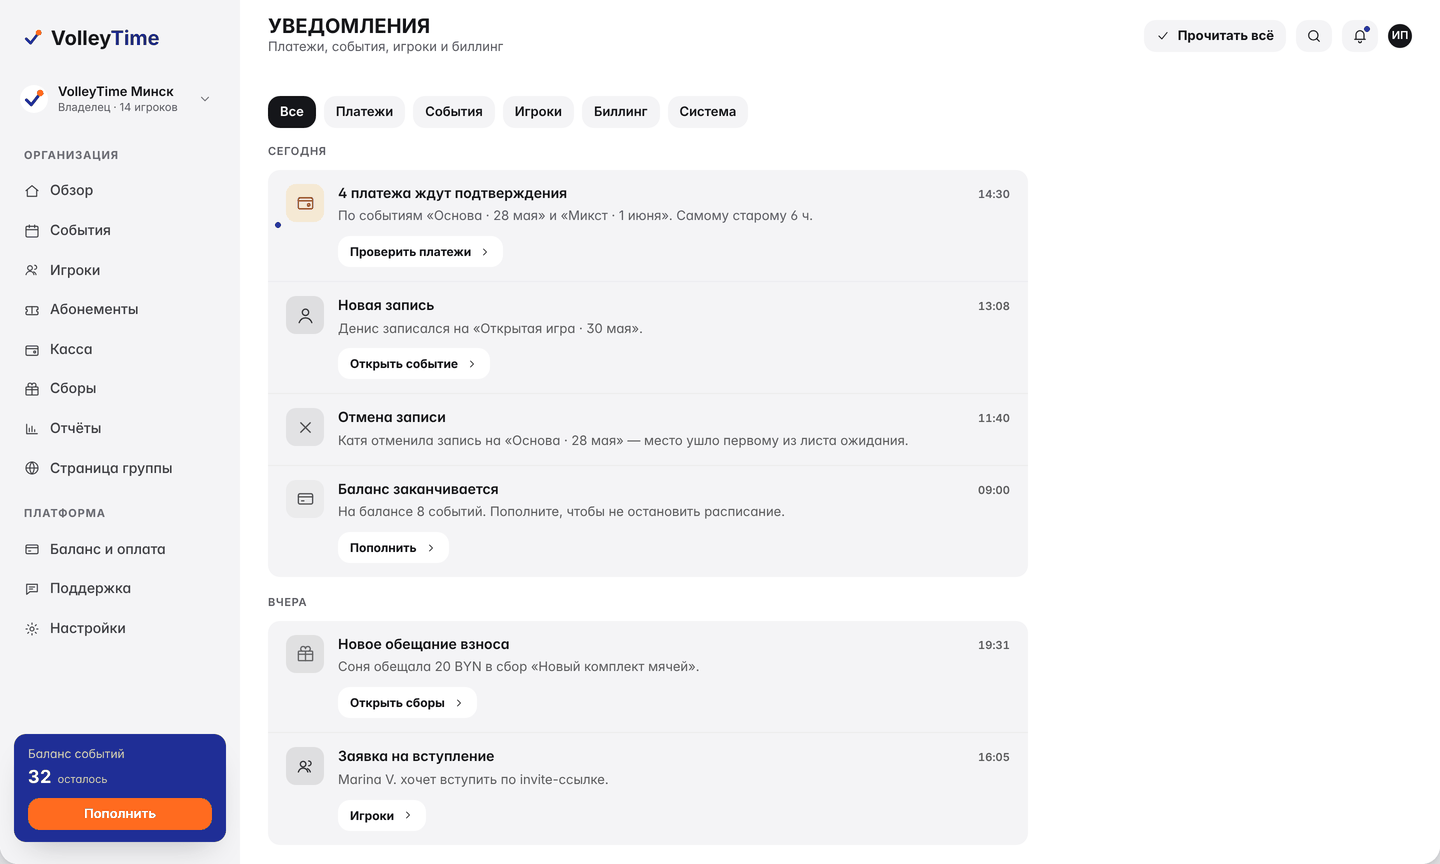 VolleyTime
VolleyTime Минск
Владелец · 14 игроков
ОРГАНИЗАЦИЯ
Обзор
События
Игроки
Абонементы
Касса
Сборы
Отчёты
Страница группы
ПЛАТФОРМА
Баланс и оплата
Поддержка
Настройки
Баланс событий
32 осталось
Пополнить
УВЕДОМЛЕНИЯ
Платежи, события, игроки и биллинг
Прочитать всё
ИП
Все
Платежи
События
Игроки
Биллинг
Система
СЕГОДНЯ
4 платежа ждут подтверждения
14:30
По событиям «Основа · 28 мая» и «Микст · 1 июня». Самому старому 6 ч.
Проверить платежи
Новая запись
13:08
Денис записался на «Открытая игра · 30 мая».
Открыть событие
Отмена записи
11:40
Катя отменила запись на «Основа · 28 мая» — место ушло первому из листа ожидания.
Баланс заканчивается
09:00
На балансе 8 событий. Пополните, чтобы не остановить расписание.
Пополнить
ВЧЕРА
Новое обещание взноса
19:31
Соня обещала 20 BYN в сбор «Новый комплект мячей».
Открыть сборы
Заявка на вступление
16:05
Marina V. хочет вступить по invite-ссылке.
Игроки